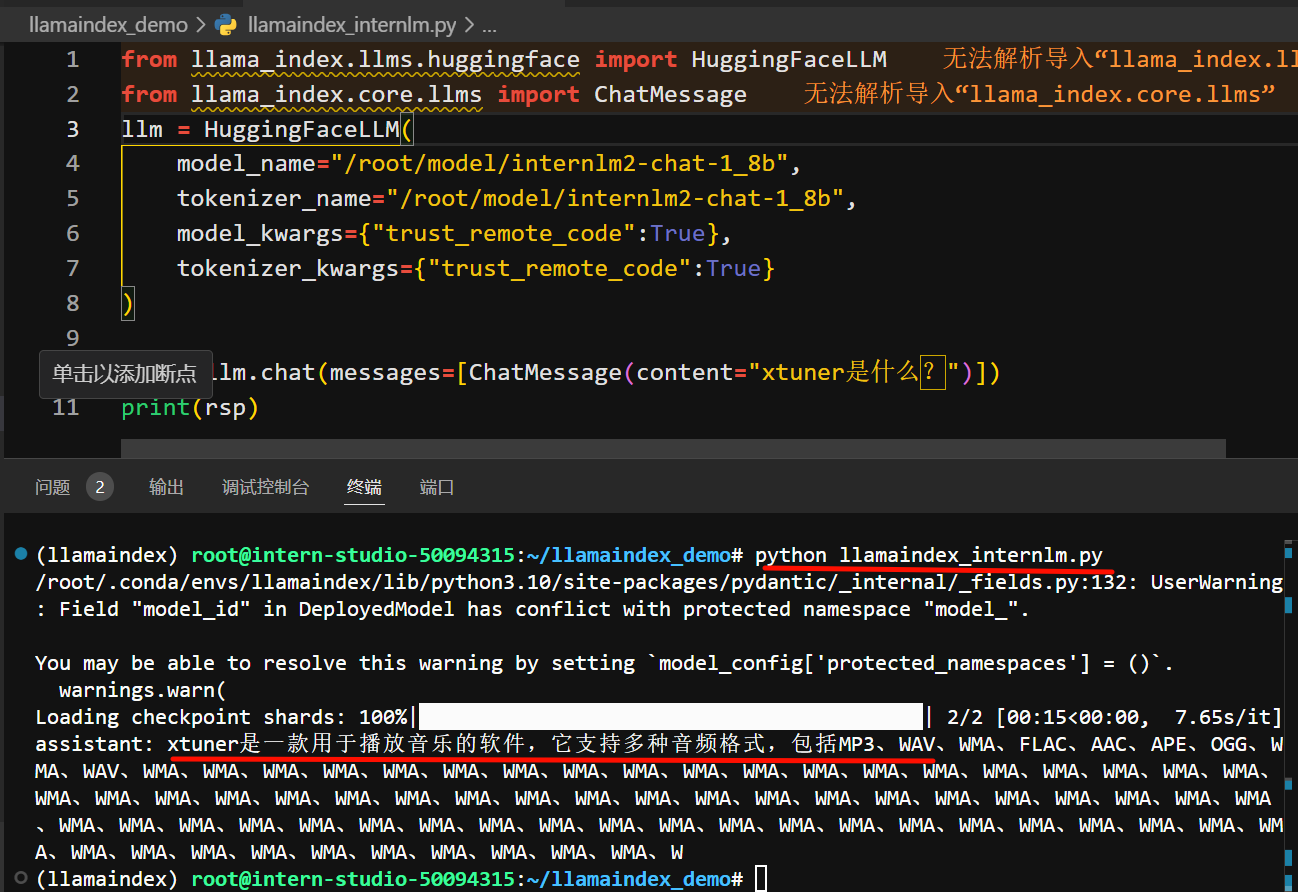 llamaindex_demo > llamaindex_internlm.py > ...
1 from llama_index.llms.huggingface import HuggingFaceLLM 无法解析导入“llama_index.ll
2 from llama_index.core.llms import ChatMessage 无法解析导入“llama_index.core.llms”
3 llm = HuggingFaceLLM(
4 model_name="/root/model/internlm2-chat-1_8b",
5 tokenizer_name="/root/model/internlm2-chat-1_8b",
6 model_kwargs={"trust_remote_code":True},
7 tokenizer_kwargs={"trust_remote_code":True}
8 )
9
单击以添加断点 llm.chat(messages=[ChatMessage(content="xtuner是什么？")])
11 print(rsp)
问题 2 输出 调试控制台 终端 端口
(llamaindex) root@intern-studio-50094315:~/llamaindex_demo# python llamaindex_internlm.py
/root/.conda/envs/llamaindex/lib/python3.10/site-packages/pydantic/_internal/_fields.py:132: UserWarning
: Field "model_id" in DeployedModel has conflict with protected namespace "model_".
You may be able to resolve this warning by setting `model_config['protected_namespaces'] = ()`.
warnings.warn(
Loading checkpoint shards: 100%| | 2/2 [00:15<00:00, 7.65s/it]
assistant: xtuner是一款用于播放音乐的软件，它支持多种音频格式，包括MP3、WAV、WMA、FLAC、AAC、APE、OGG、W
MA、WAV、WMA、WMA、WMA、WMA、WMA、WMA、WMA、WMA、WMA、WMA、WMA、WMA、WMA、WMA、WMA、WMA、WMA、WMA、WMA、
WMA、WMA、WMA、WMA、WMA、WMA、WMA、WMA、WMA、WMA、WMA、WMA、WMA、WMA、WMA、WMA、WMA、WMA、WMA、WMA、WMA
、WMA、WMA、WMA、WMA、WMA、WMA、WMA、WMA、WMA、WMA、WMA、WMA、WMA、WMA、WMA、WMA、WMA、WMA、WMA、WMA、WM
A、WMA、WMA、WMA、WMA、WMA、WMA、WMA、WMA、WMA、WMA、W
(llamaindex) root@intern-studio-50094315:~/llamaindex_demo#